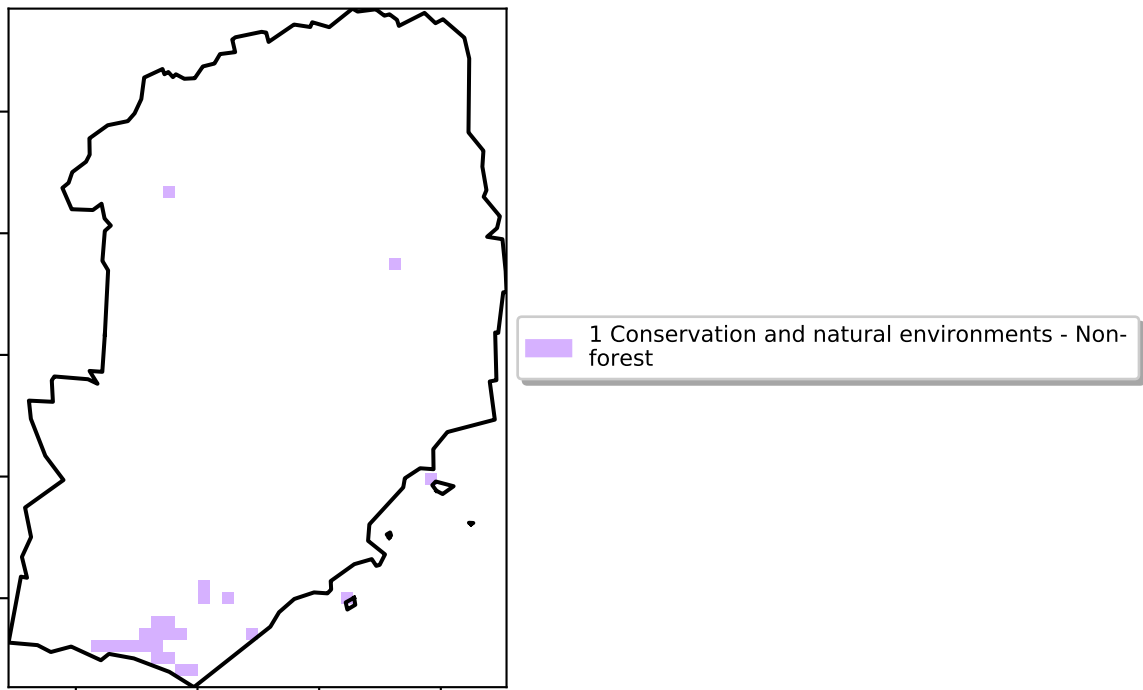 1 Conservation and natural environments - Non-
forest